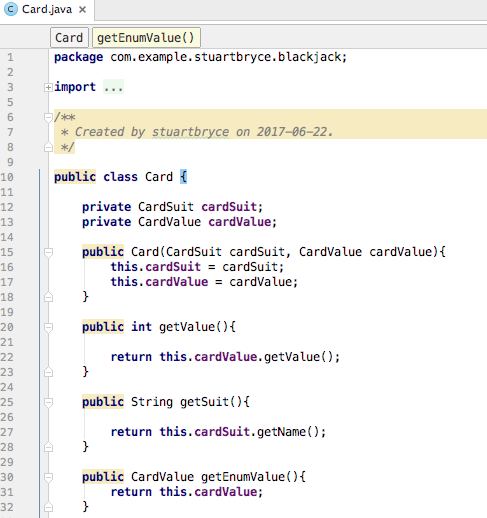 Card.java ×
Card getEnumValue()
1 package com.example.stuartbryce.blackjack;
2
3 import ...
5
6 /**
7 * Created by stuartbryce on 2017-06-22.
8 */
9
10 public class Card {
11
12 private CardSuit cardSuit;
13 private CardValue cardValue;
14
15 public Card(CardSuit cardSuit, CardValue cardValue){
16 this.cardSuit = cardSuit;
17 this.cardValue = cardValue;
18 }
19
20 public int getValue(){
21
22 return this.cardValue.getValue();
23 }
24
25 public String getSuit(){
26
27 return this.cardSuit.getName();
28 }
29
30 public CardValue getEnumValue(){
31 return this.cardValue;
32 }